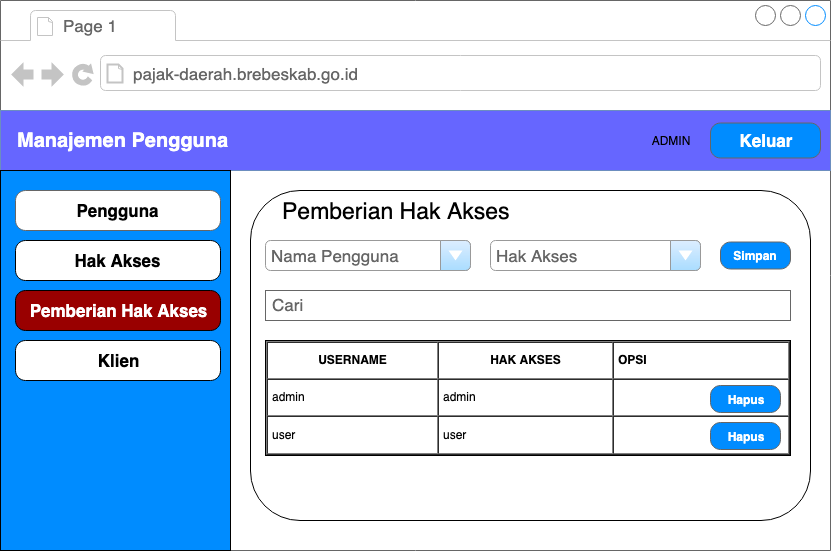 Page 1
pajak-daerah.brebeskab.go.id
Manajemen Pengguna
ADMIN
Keluar
Pengguna
Hak Akses
Pemberian Hak Akses
Klien
Pemberian Hak Akses
Nama Pengguna
Hak Akses
Simpan
Cari
USERNAME HAK AKSES OPSI
admin admin Hapus
user user Hapus